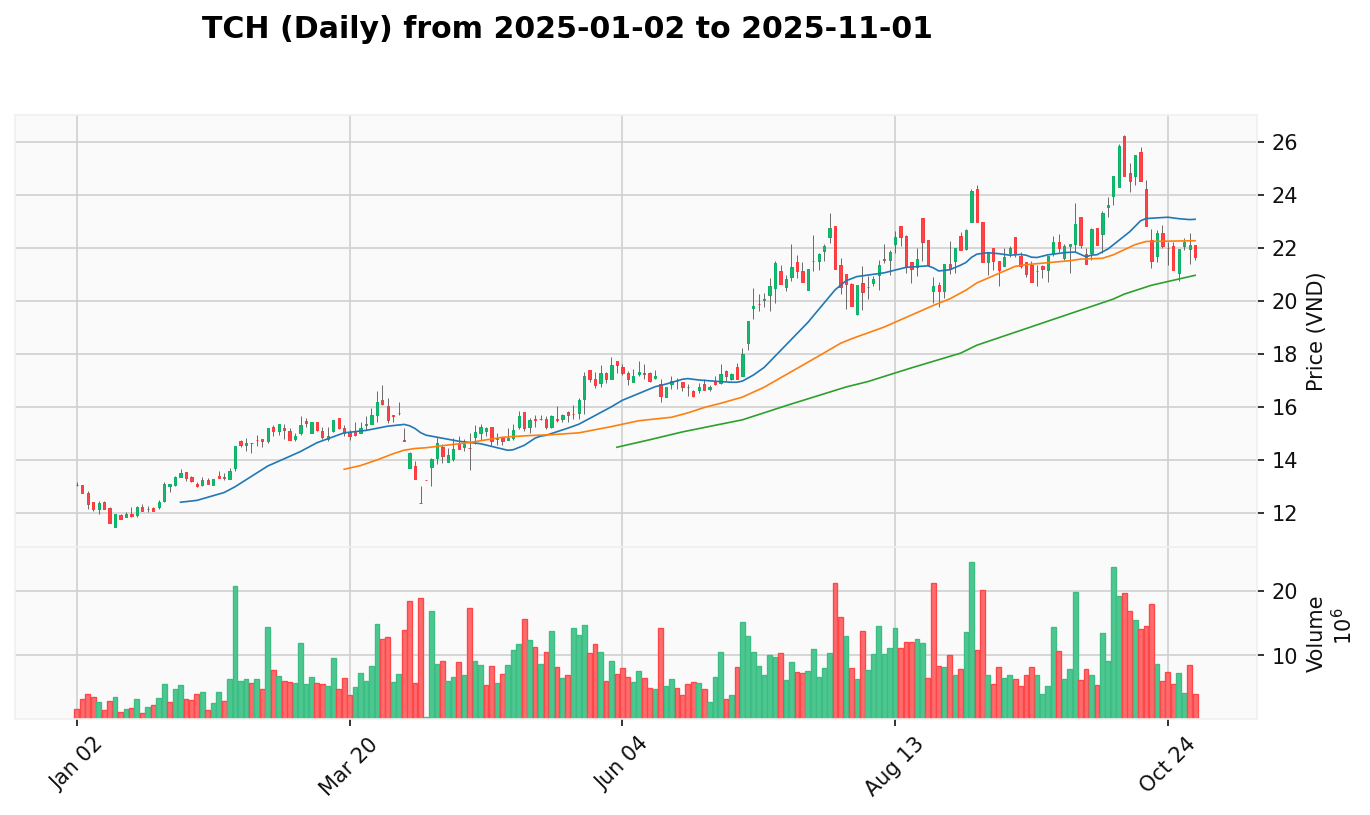 TCH (Daily) from 2025-01-02 to 2025-11-01
26
24
22
20
18
16
14
12
Price (VND)
20
10
Volume
10⁶
Jan 02
Mar 20
Jun 04
Aug 13
Oct 24